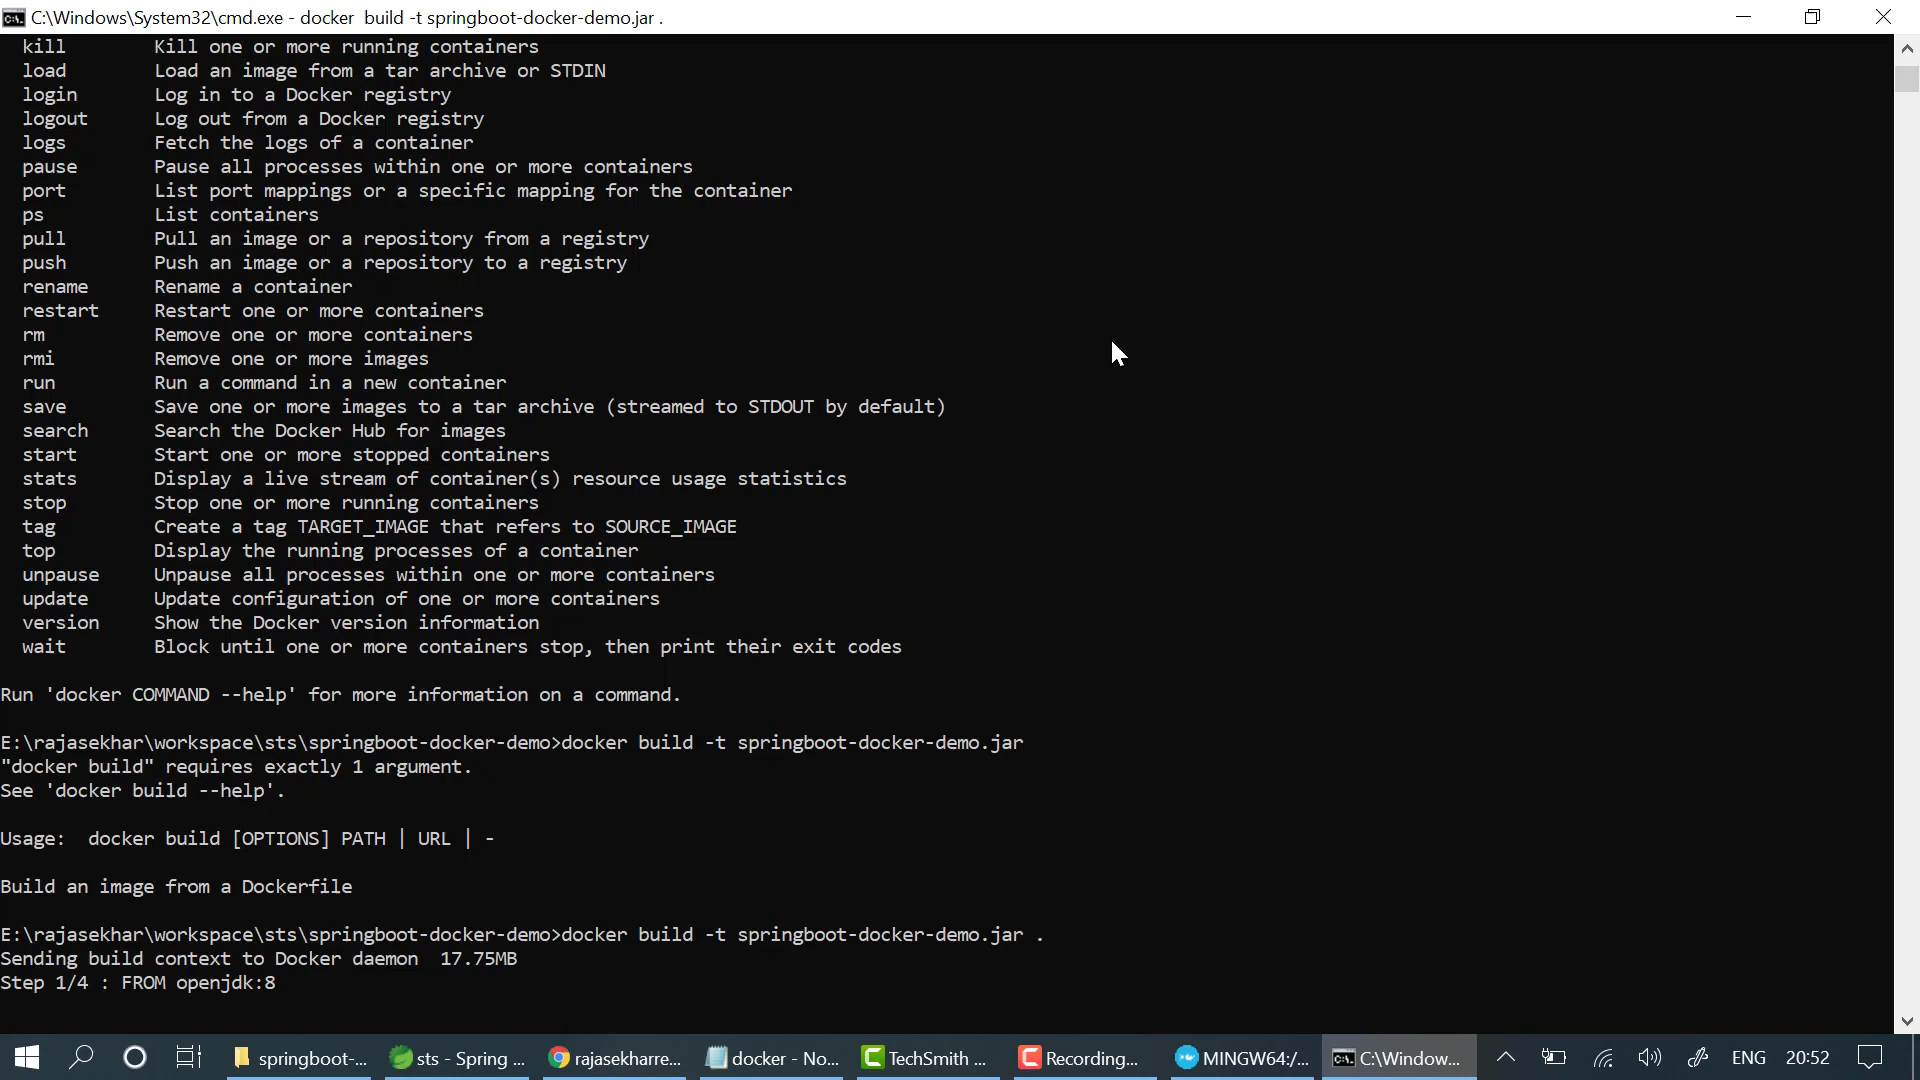 C:\Windows\System32\cmd.exe - docker  build -t springboot-docker-demo.jar .
  kill        Kill one or more running containers
  load        Load an image from a tar archive or STDIN
  login       Log in to a Docker registry
  logout      Log out from a Docker registry
  logs        Fetch the logs of a container
  pause       Pause all processes within one or more containers
  port        List port mappings or a specific mapping for the container
  ps          List containers
  pull        Pull an image or a repository from a registry
  push        Push an image or a repository to a registry
  rename      Rename a container
  restart     Restart one or more containers
  rm          Remove one or more containers
  rmi         Remove one or more images
  run         Run a command in a new container
  save        Save one or more images to a tar archive (streamed to STDOUT by default)
  search      Search the Docker Hub for images
  start       Start one or more stopped containers
  stats       Display a live stream of container(s) resource usage statistics
  stop        Stop one or more running containers
  tag         Create a tag TARGET_IMAGE that refers to SOURCE_IMAGE
  top         Display the running processes of a container
  unpause     Unpause all processes within one or more containers
  update      Update configuration of one or more containers
  version     Show the Docker version information
  wait        Block until one or more containers stop, then print their exit codes

Run 'docker COMMAND --help' for more information on a command.

E:\rajasekhar\workspace\sts\springboot-docker-demo>docker build -t springboot-docker-demo.jar
"docker build" requires exactly 1 argument.
See 'docker build --help'.

Usage:  docker build [OPTIONS] PATH | URL | -

Build an image from a Dockerfile

E:\rajasekhar\workspace\sts\springboot-docker-demo>docker build -t springboot-docker-demo.jar .
Sending build context to Docker daemon  17.75MB
Step 1/4 : FROM openjdk:8
springboot-... sts - Spring ... rajasekharre... docker - No... TechSmith ... Recording... MINGW64:/... C:\Window... ENG 20:52